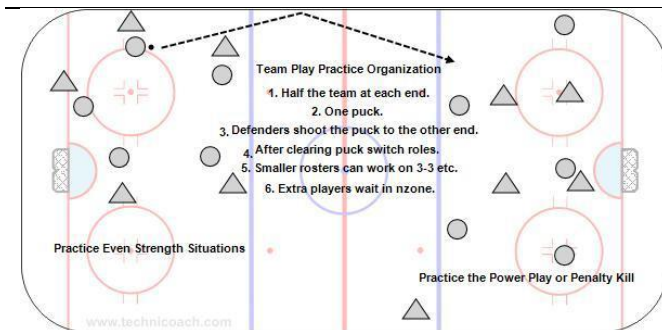 Team Play Practice Organization
1. Half the team at each end.
2. One puck.
3. Defenders shoot the puck to the other end.
4. After clearing puck switch roles.
5. Smaller rosters can work on 3-3 etc.
6. Extra players wait in nzone.
Practice Even Strength Situations
Practice the Power Play or Penalty Kill
www.technicoach.com